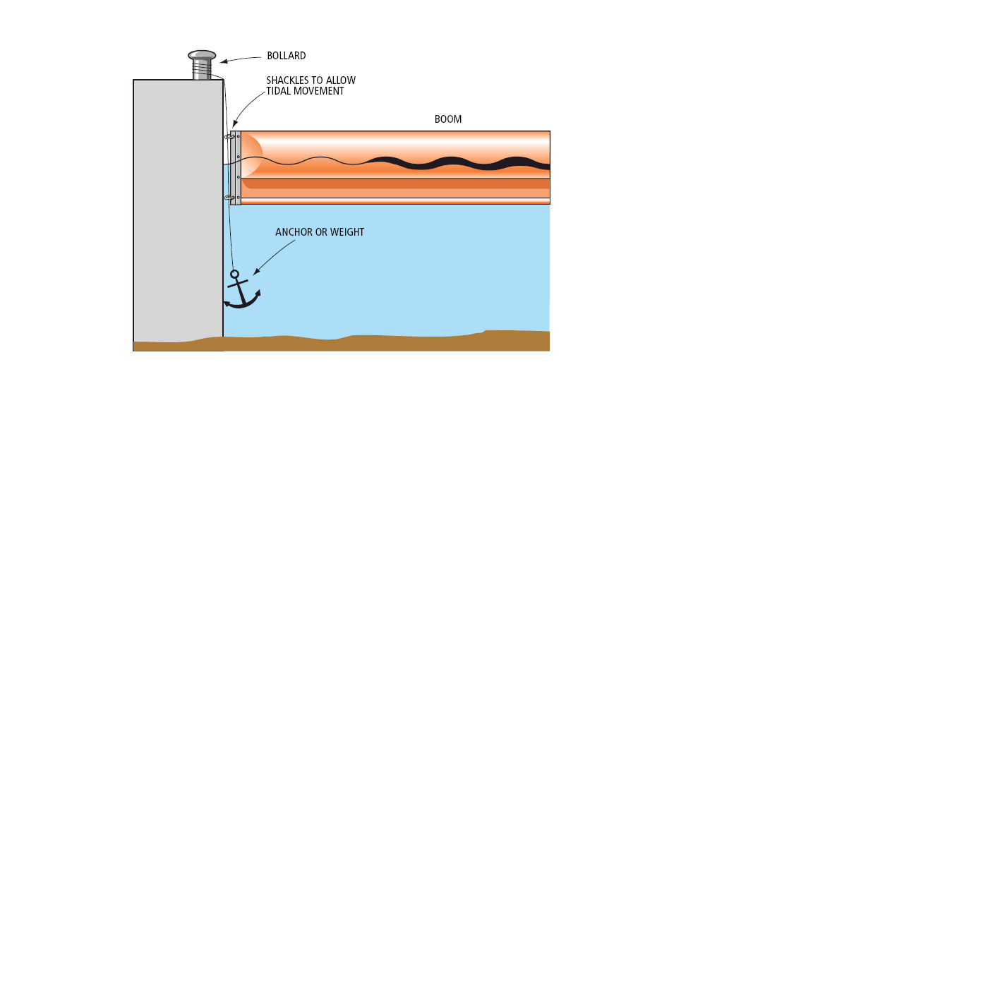 BOLLARD
SHACKLES TO ALLOW
TIDAL MOVEMENT
BOOM
ANCHOR OR WEIGHT